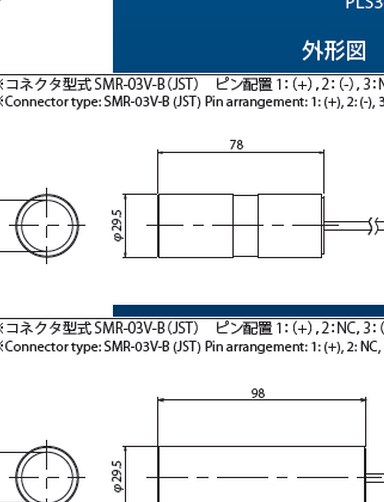 PLS3
外形図
※コネクタ型式 SMR-03V-B (JST)　ピン配置 1：(+) , 2： (-) , 3：N
※Connector type: SMR-03V-B (JST) Pin arrangement: 1: (+), 2: (-), 3
78
φ29.5
※コネクタ型式 SMR-03V-B (JST)　ピン配置 1：(+) , 2：NC, 3：(
※Connector type: SMR-03V-B (JST) Pin arrangement: 1: (+), 2: NC,
98
φ29.5